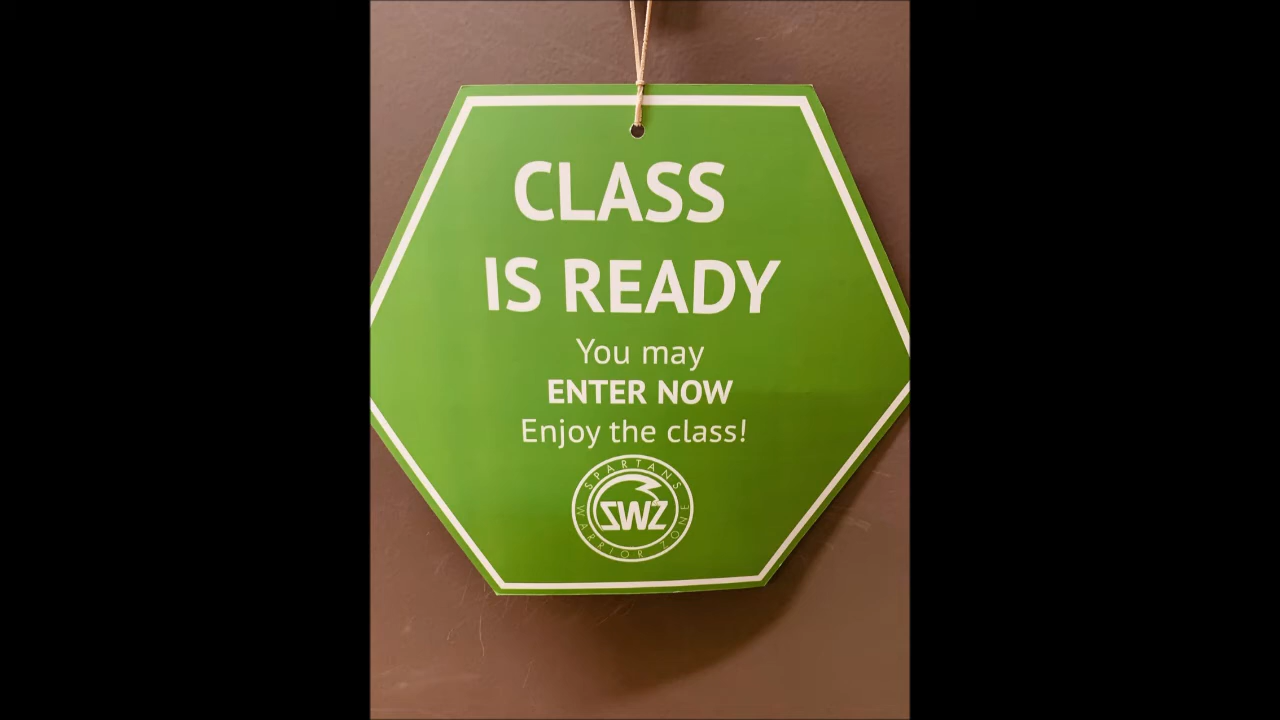 CLASS
IS READY
You may
ENTER NOW
Enjoy the class!
SPARTANS
SWZ
WARRIOR ZONE